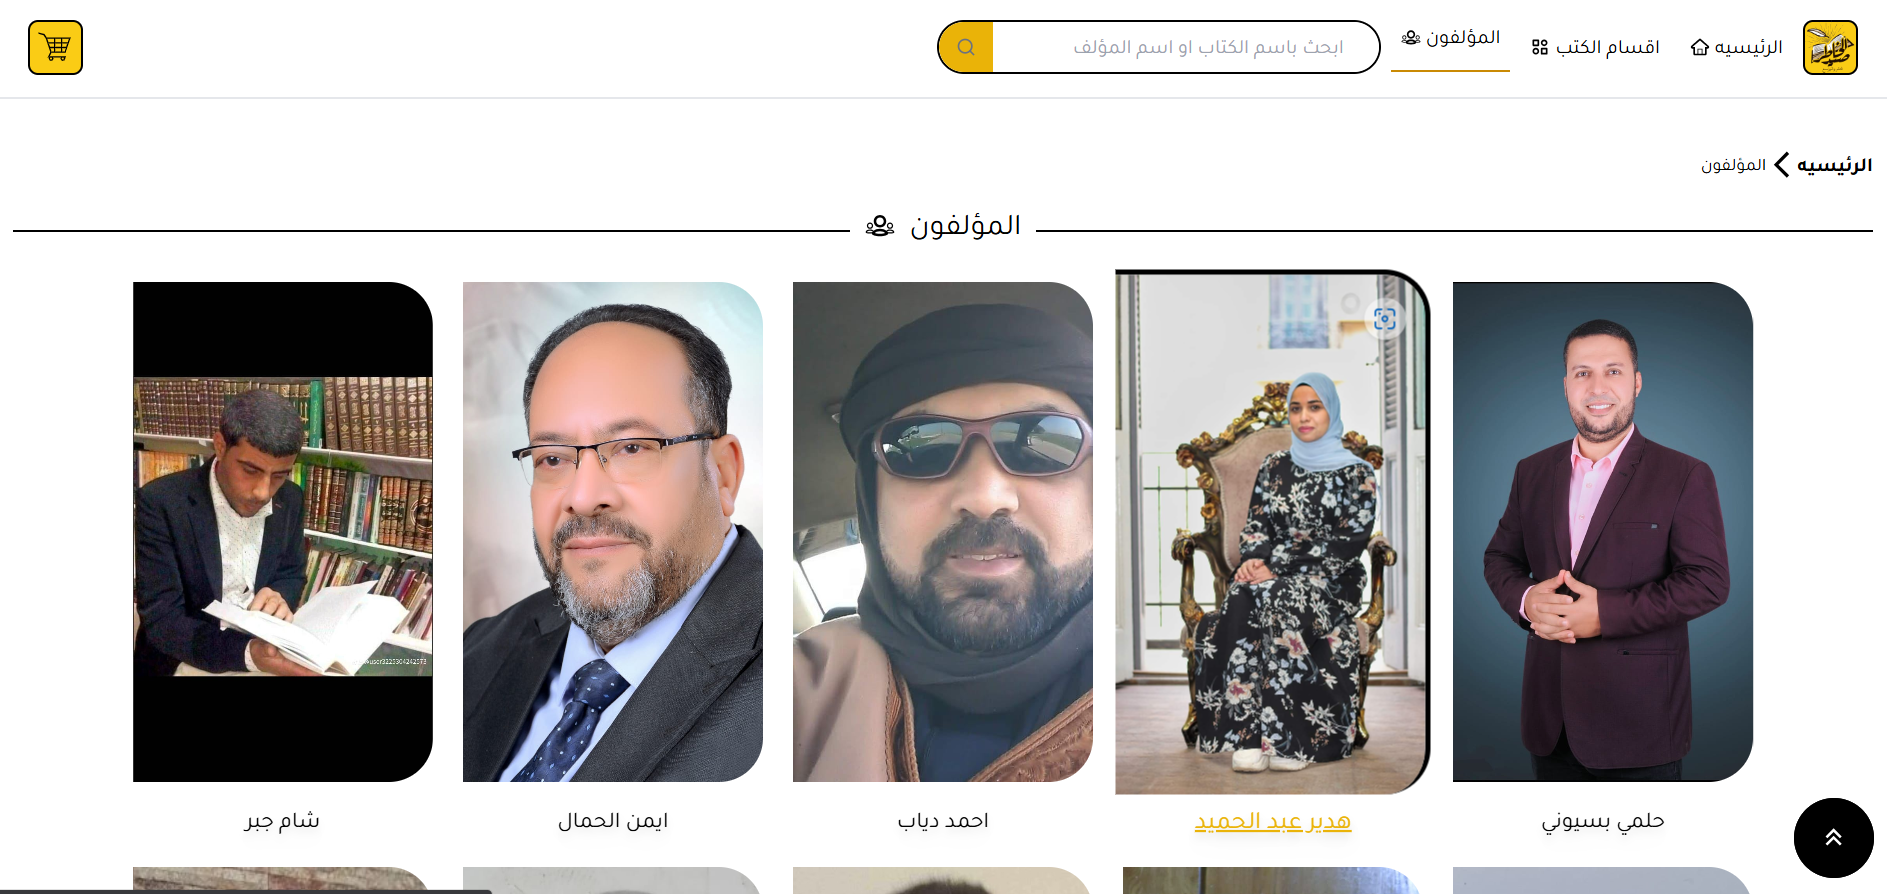 الرئيسيه
اقسام الكتب
المؤلفون
ابحث باسم الكتاب او اسم المؤلف
الرئيسيه
المؤلفون
المؤلفون
حلمي بسيوني
هدير عبد الحميد
احمد دياب
ايمن الحمال
شام جبر